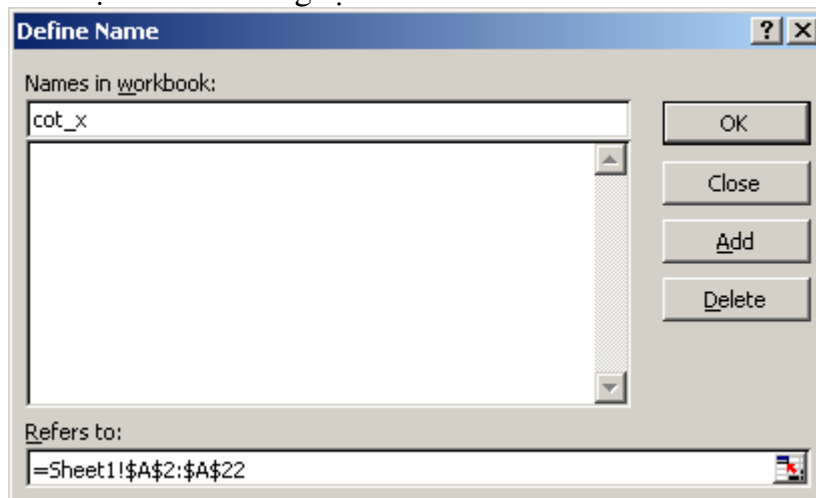 Define Name
Names in workbook:
cot_x
OK
Close
Add
Delete
Refers to:
=Sheet1!$A$2:$A$22